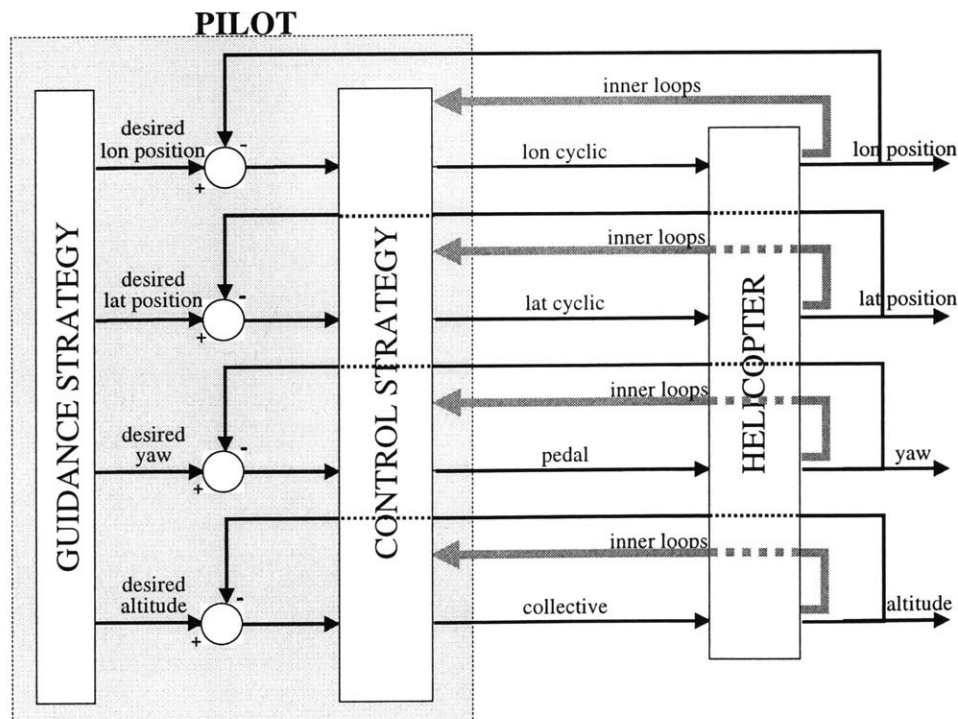 PILOT
inner loops
desired
lon position
-
+
lon cyclic
lon position
inner loops
desired
lat position
-
+
lat cyclic
lat position
inner loops
desired
yaw
-
+
pedal
yaw
inner loops
desired
altitude
-
+
collective
altitude
GUIDANCE STRATEGY
CONTROL STRATEGY
HELICOPTER